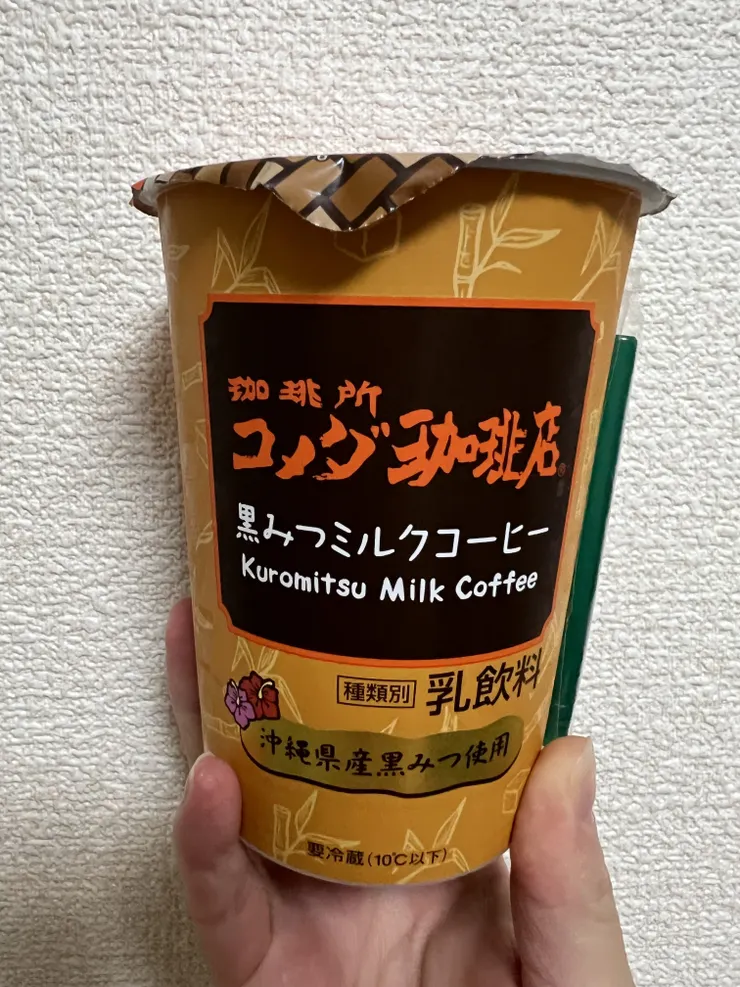 珈琲所
コメダ珈琲店
黒みつミルクコーヒー
Kuromitsu Milk Coffee
種類別 乳飲料
沖縄県産黒みつ使用
要冷蔵(10℃以下)